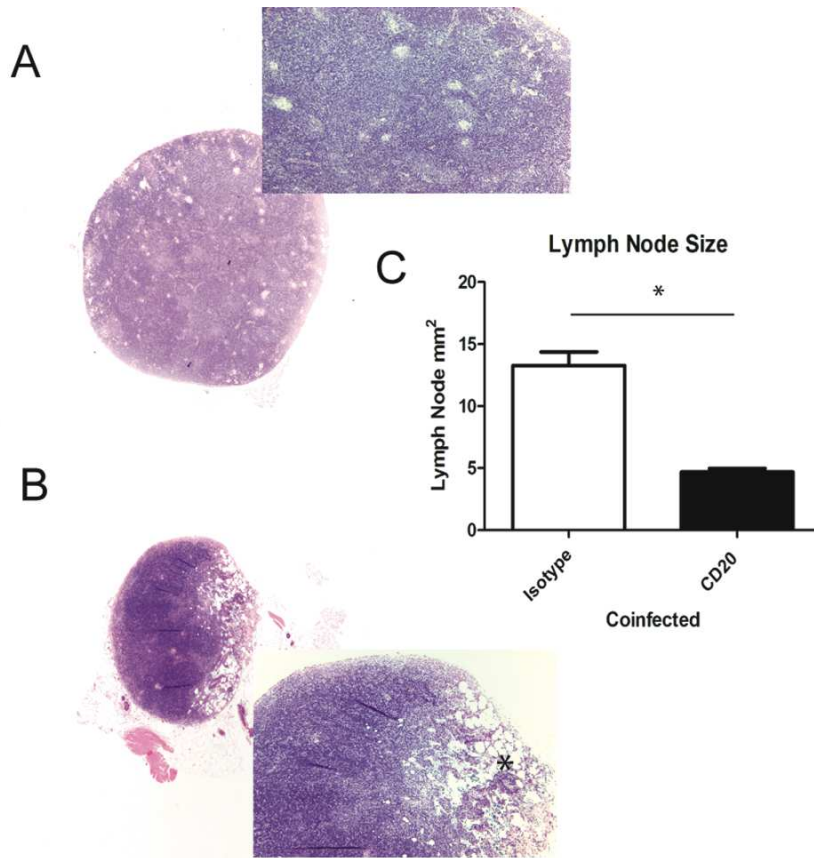 A
B
C
Lymph Node Size
*
Lymph Node mm²
20
15
10
5
0
Isotype
CD20
Coinfected
*